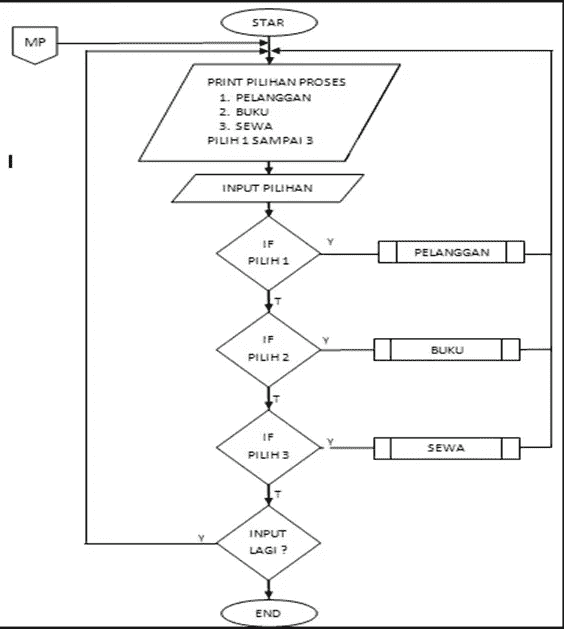 STAR
MP
PRINT PILIHAN PROSES
1. PELANGGAN
2. BUKU
3. SEWA
PILIH 1 SAMPAI 3
INPUT PILIHAN
IF
PILIH 1
Y
PELANGGAN
T
IF
PILIH 2
Y
BUKU
T
IF
PILIH 3
Y
SEWA
T
INPUT
LAGI ?
Y
END